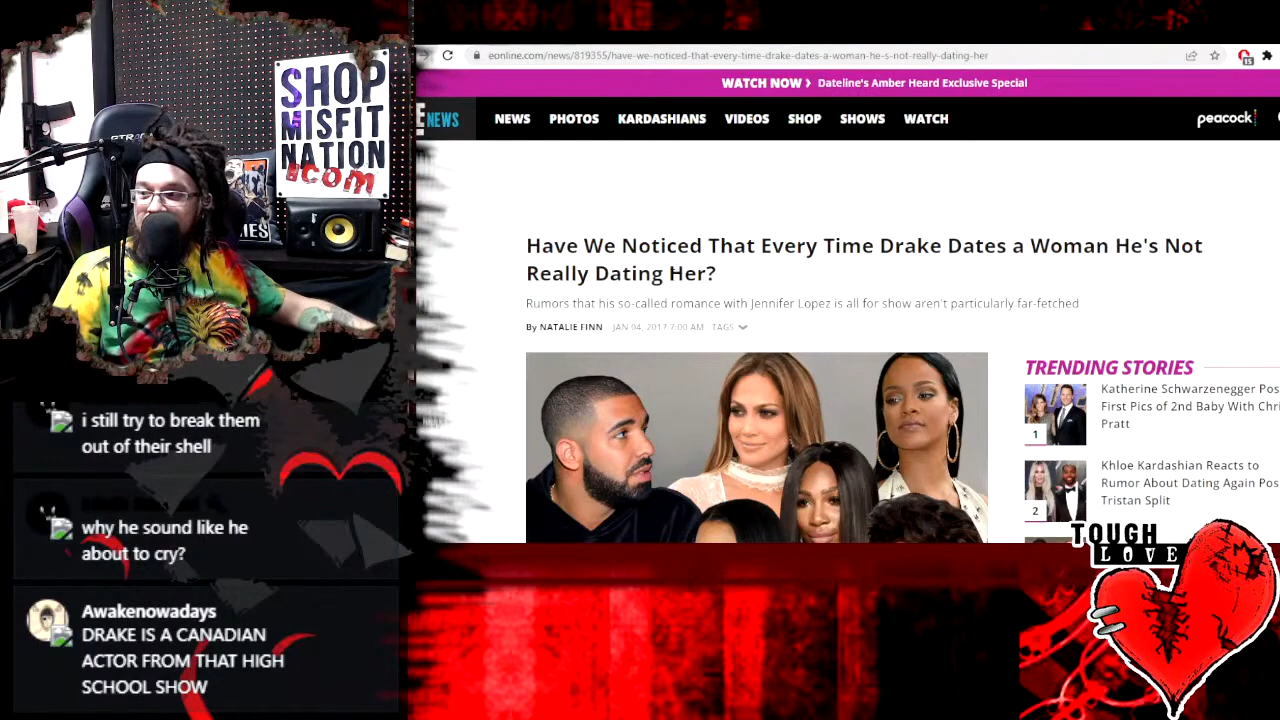 SHOP
MISFIT
NATION
.COM
i still try to break them
out of their shell
why he sound like he
about to cry?
Awakenowadays
DRAKE IS A CANADIAN
ACTOR FROM THAT HIGH
SCHOOL SHOW
eonline.com/news/819355/have-we-noticed-that-every-time-drake-dates-a-woman-he-s-not-really-dating-her
15
WATCH NOW > Dateline's Amber Heard Exclusive Special
E NEWS
NEWS PHOTOS KARDASHIANS VIDEOS SHOP SHOWS WATCH
peacock
Have We Noticed That Every Time Drake Dates a Woman He's Not
Really Dating Her?
Rumors that his so-called romance with Jennifer Lopez is all for show aren't particularly far-fetched
By NATALIE FINN JAN 04, 2017 7:00 AM TAGS
TRENDING STORIES
Katherine Schwarzenegger Pos
First Pics of 2nd Baby With Chri
Pratt
1
Khloe Kardashian Reacts to
Rumor About Dating Again Pos
Tristan Split
2
TOUGH
LOVE